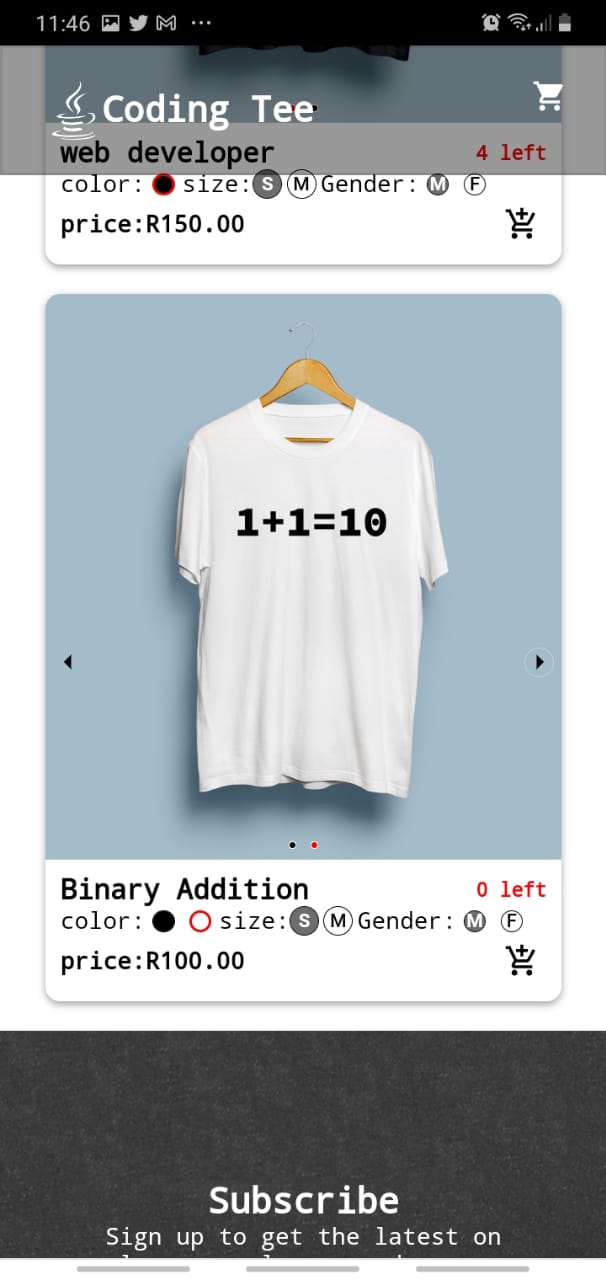 11:46
Coding Tee
web developer 4 left
color: size: S M Gender: M F
price:R150.00
1+1=10
Binary Addition 0 left
color: size: S M Gender: M F
price:R100.00
Subscribe
Sign up to get the latest on